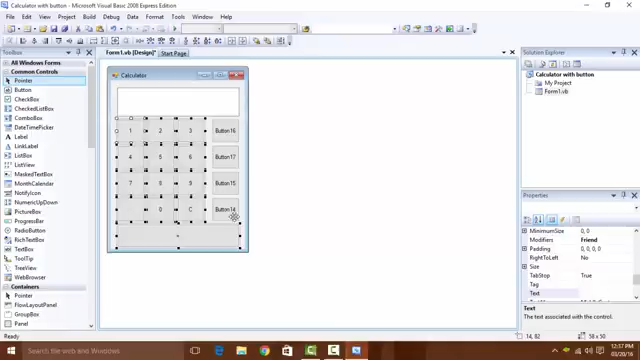 Calculator with button - Microsoft Visual Basic 2008 Express Edition
File Edit View Project Build Debug Data Format Tools Window Help
Toolbox
All Windows Forms
Common Controls
Pointer
Button
CheckBox
CheckedListBox
ComboBox
DateTimePicker
Label
LinkLabel
ListBox
ListView
MaskedTextBox
MonthCalendar
NotifyIcon
NumericUpDown
PictureBox
ProgressBar
RadioButton
RichTextBox
TextBox
ToolTip
TreeView
WebBrowser
Containers
Pointer
FlowLayoutPanel
GroupBox
Panel
Form1.vb [Design]* Start Page
Calculator
1 2 3 Button16
4 5 6 Button17
7 8 9 Button15
. 0 C Button14
Solution Explorer
Calculator with button
My Project
Form1.vb
Properties
MinimumSize 0, 0
Modifiers Friend
Padding 0, 0, 0, 0
RightToLeft No
Size
TabStop True
Tag
Text
Text
The text associated with the control.
Ready
14, 82
58 x 50
Search the web and Windows
12:37 PM
03/20/16